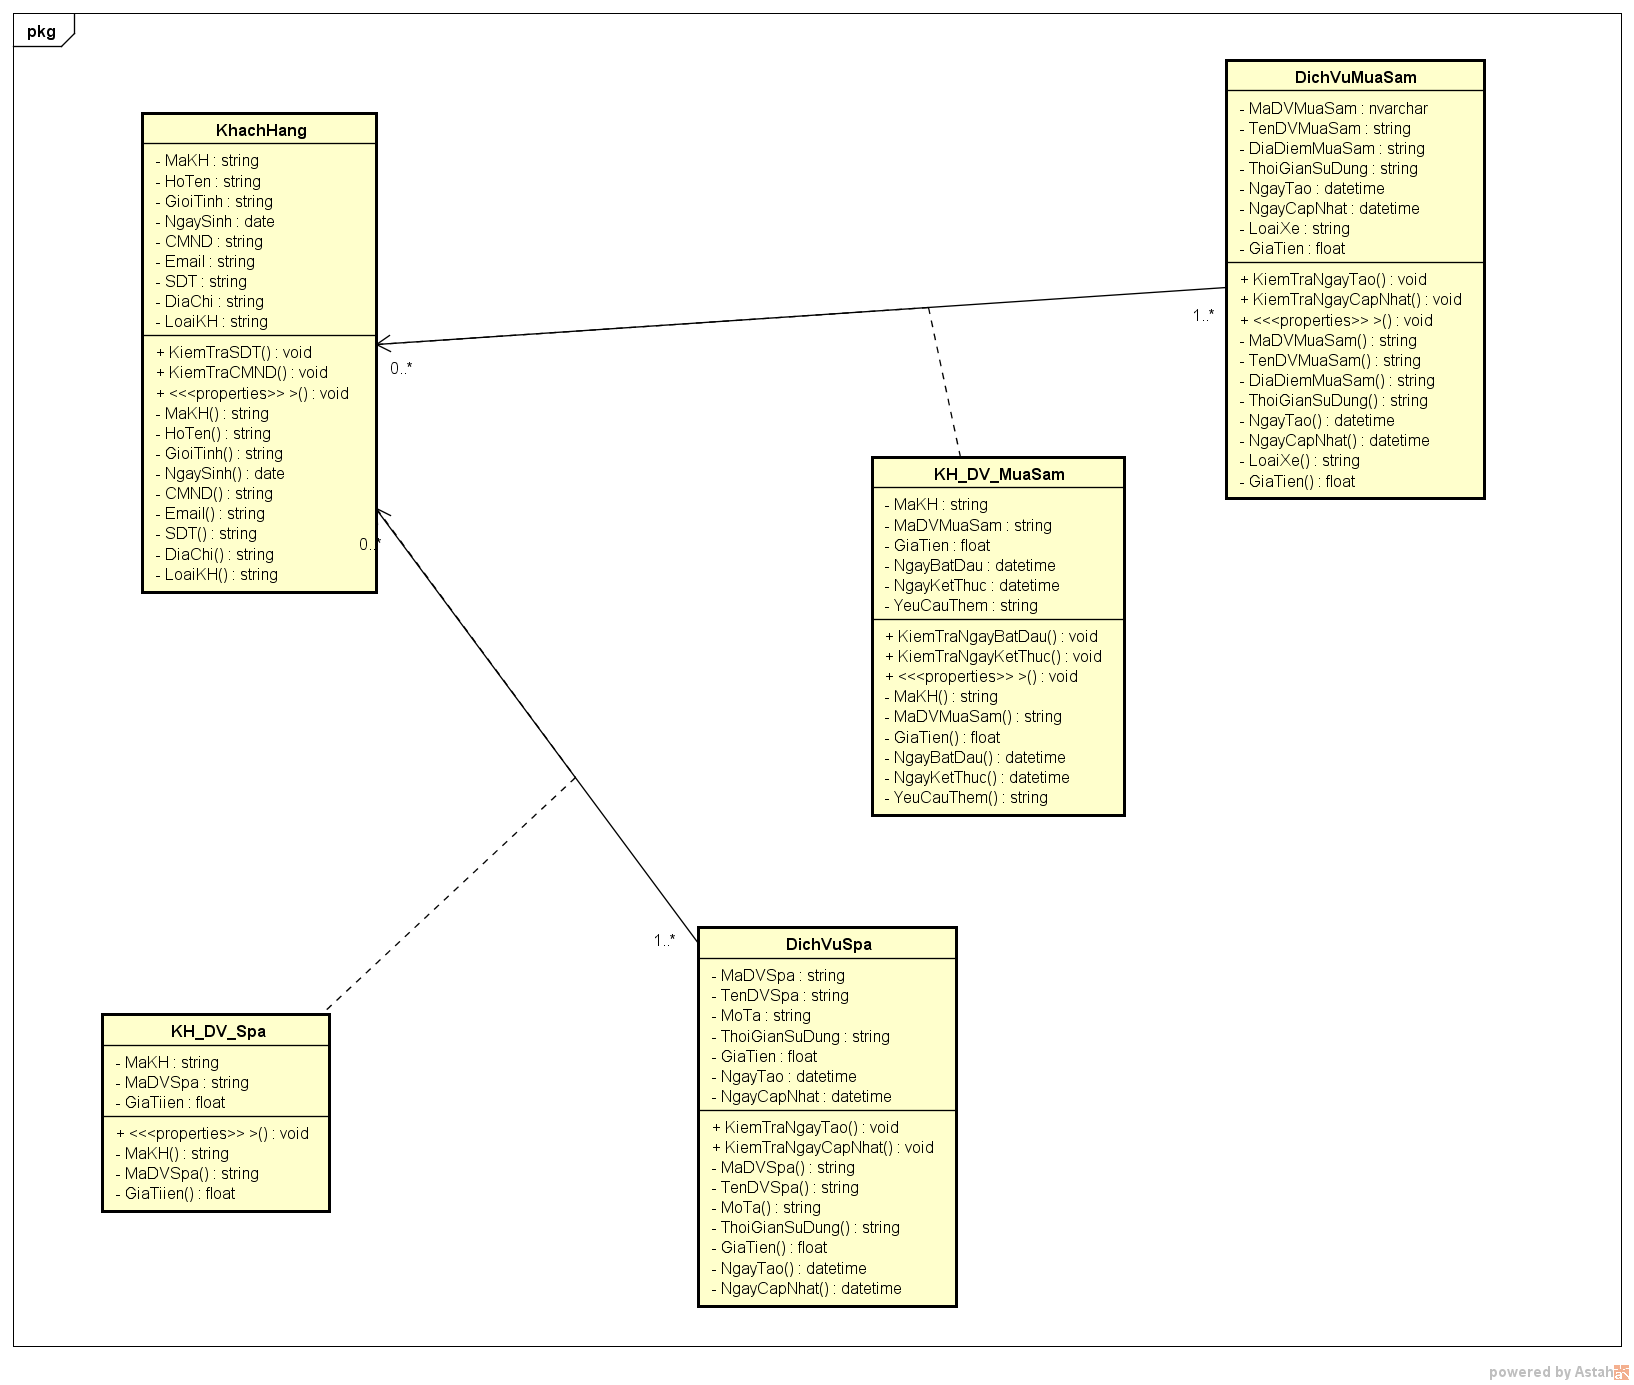 pkg
KhachHang
- MaKH : string
- HoTen : string
- GioiTinh : string
- NgaySinh : date
- CMND : string
- Email : string
- SDT : string
- DiaChi : string
- LoaiKH : string
+ KiemTraSDT() : void
+ KiemTraCMND() : void
+ <<<properties>> >() : void
- MaKH() : string
- HoTen() : string
- GioiTinh() : string
- NgaySinh() : date
- CMND() : string
- Email() : string
- SDT() : string
- DiaChi() : string
- LoaiKH() : string
0..*
0..*
DichVuMuaSam
- MaDVMuaSam : nvarchar
- TenDVMuaSam : string
- DiaDiemMuaSam : string
- ThoiGianSuDung : string
- NgayTao : datetime
- NgayCapNhat : datetime
- LoaiXe : string
- GiaTien : float
+ KiemTraNgayTao() : void
+ KiemTraNgayCapNhat() : void
+ <<<properties>> >() : void
- MaDVMuaSam() : string
- TenDVMuaSam() : string
- DiaDiemMuaSam() : string
- ThoiGianSuDung() : string
- NgayTao() : datetime
- NgayCapNhat() : datetime
- LoaiXe() : string
- GiaTien() : float
1..*
KH_DV_MuaSam
- MaKH : string
- MaDVMuaSam : string
- GiaTien : float
- NgayBatDau : datetime
- NgayKetThuc : datetime
- YeuCauThem : string
+ KiemTraNgayBatDau() : void
+ KiemTraNgayKetThuc() : void
+ <<<properties>> >() : void
- MaKH() : string
- MaDVMuaSam() : string
- GiaTien() : float
- NgayBatDau() : datetime
- NgayKetThuc() : datetime
- YeuCauThem() : string
1..*
DichVuSpa
- MaDVSpa : string
- TenDVSpa : string
- MoTa : string
- ThoiGianSuDung : string
- GiaTien : float
- NgayTao : datetime
- NgayCapNhat : datetime
+ KiemTraNgayTao() : void
+ KiemTraNgayCapNhat() : void
- MaDVSpa() : string
- TenDVSpa() : string
- MoTa() : string
- ThoiGianSuDung() : string
- GiaTien() : float
- NgayTao() : datetime
- NgayCapNhat() : datetime
KH_DV_Spa
- MaKH : string
- MaDVSpa : string
- GiaTiien : float
+ <<<properties>> >() : void
- MaKH() : string
- MaDVSpa() : string
- GiaTiien() : float
powered by Astah